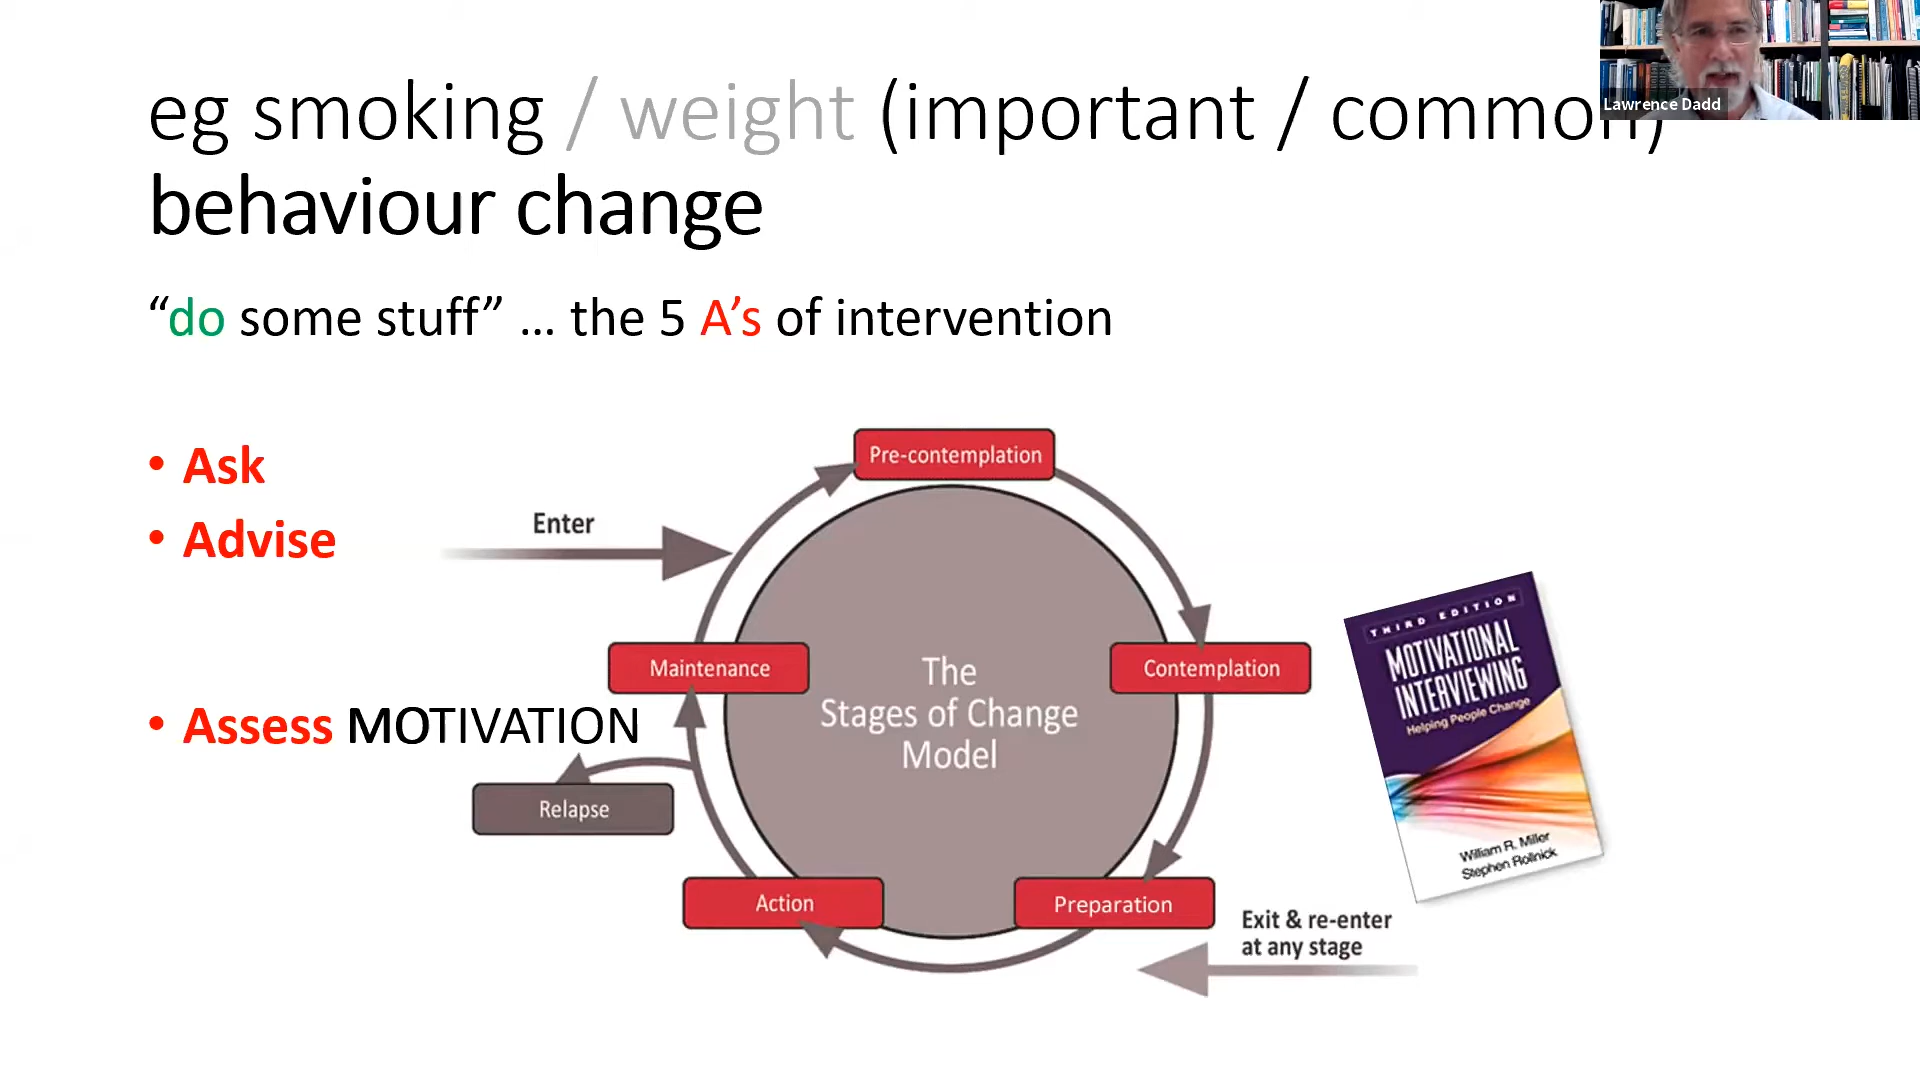 eg smoking / weight (important / common)
behaviour change
“do some stuff” ... the 5 A’s of intervention
• Ask
• Advise
• Assess MOTIVATION
Enter
Pre-contemplation
Contemplation
Preparation
Action
Maintenance
Relapse
The
Stages of Change
Model
Exit & re-enter
at any stage
THIRD EDITION
MOTIVATIONAL
INTERVIEWING
Helping People Change
William R. Miller
Stephen Rollnick
Lawrence Dadd